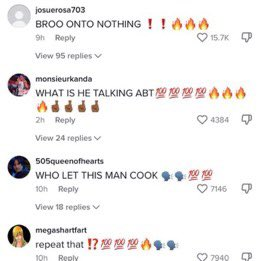 josuerosa703
BROO ONTO NOTHING❗❗🔥🔥🔥
9h Reply 15.7K
View 95 replies
monsieurkanda
WHAT IS HE TALKING ABT💯💯💯💯🔥🔥🔥
🔥👆🏾👆🏾👆🏾👆🏾
2h Reply 4384
View 24 replies
505queenofhearts
WHO LET THIS MAN COOK 🗣️🗣️💯💯
10h Reply 7146
View 18 replies
megashartfart
repeat that ⁉️💯💯💯🔥🗣️🗣️
10h Reply 7940